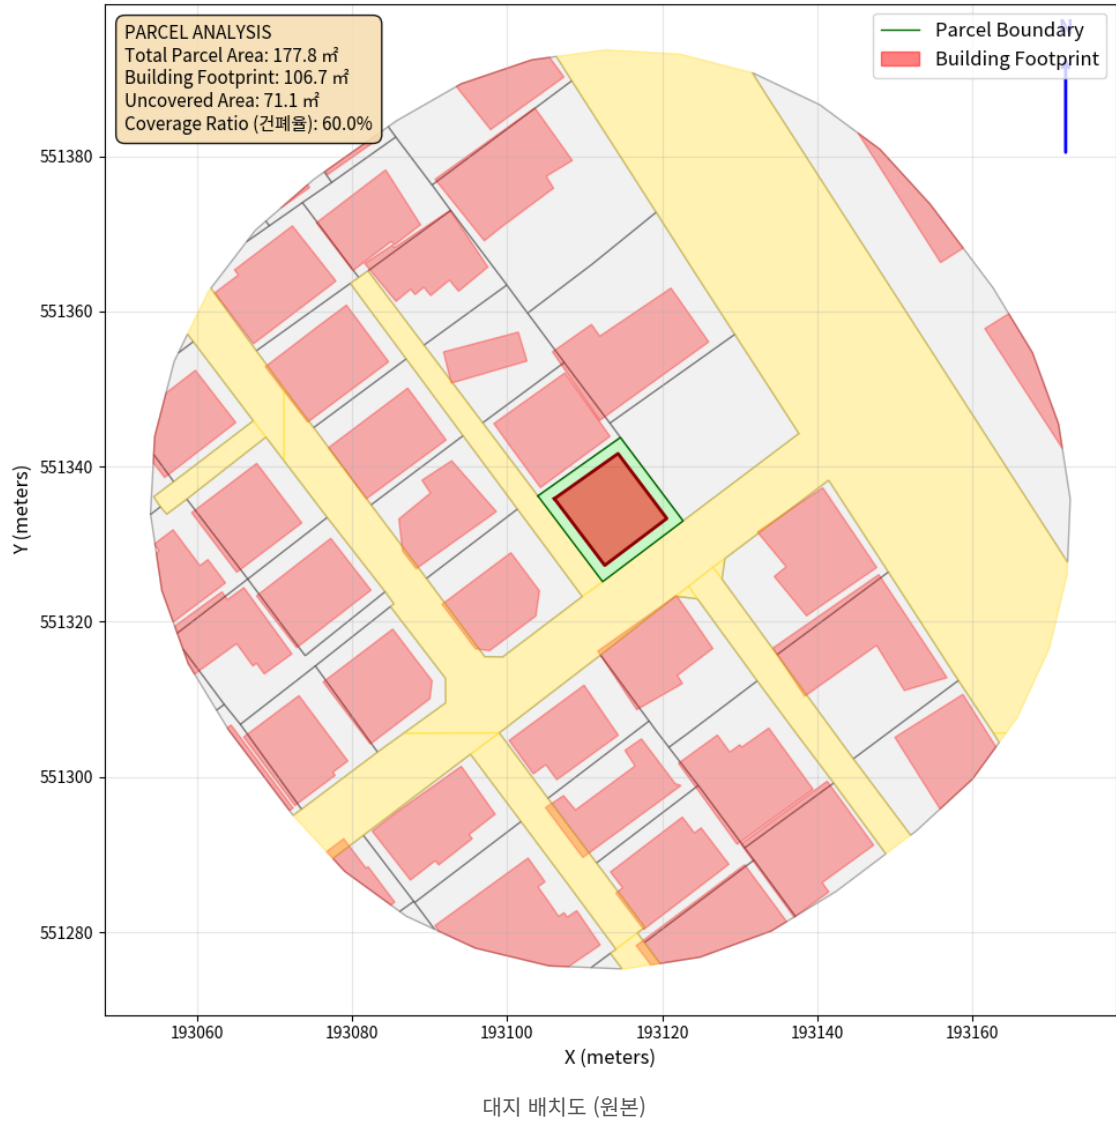 PARCEL ANALYSIS
Total Parcel Area: 177.8 ㎡
Building Footprint: 106.7 ㎡
Uncovered Area: 71.1 ㎡
Coverage Ratio (건폐율): 60.0%
N
Parcel Boundary
Building Footprint
551380
551360
551340
551320
551300
551280
Y (meters)
193060 193080 193100 193120 193140 193160
X (meters)
대지 배치도 (원본)